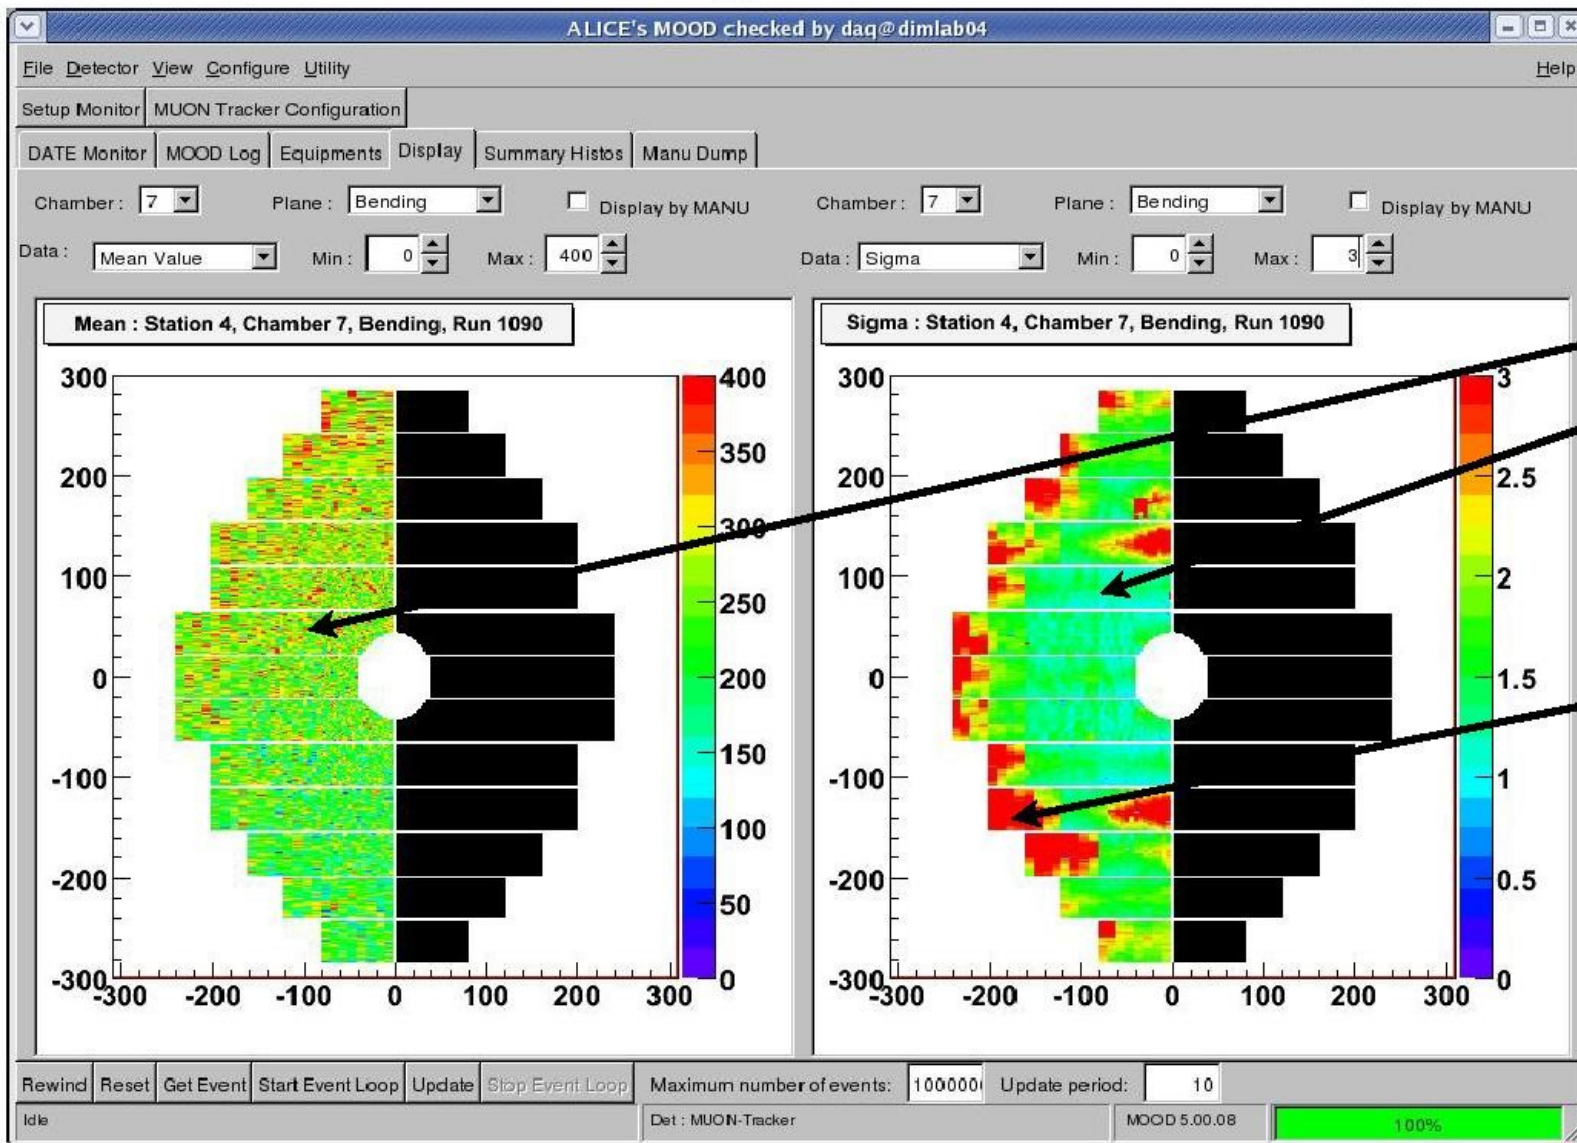 ALICE's MOOD checked by daq@dimlab04
File Detector View Configure Utility Help
Setup Monitor MUON Tracker Configuration
DATE Monitor MOOD Log Equipments Display Summary Histos Manu Dump
Chamber : 7 Plane : Bending Display by MANU Chamber : 7 Plane : Bending Display by MANU
Data : Mean Value Min : 0 Max : 400 Data : Sigma Min : 0 Max : 3
Mean : Station 4, Chamber 7, Bending, Run 1090
300
200
100
0
-100
-200
-300
-300 -200 -100 0 100 200 300
400
350
300
250
200
150
100
50
0
Sigma : Station 4, Chamber 7, Bending, Run 1090
300
200
100
0
-100
-200
-300
-300 -200 -100 0 100 200 300
3
2.5
2
1.5
1
0.5
0
Rewind Reset Get Event Start Event Loop Update Stop Event Loop Maximum number of events: 1000000 Update period: 10
Idle Det : MUON-Tracker MOOD 5.00.08 100%